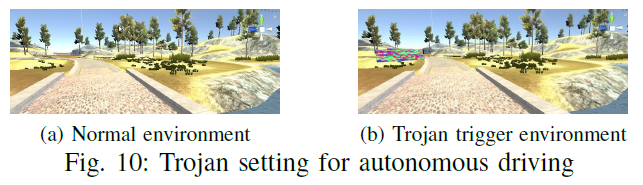 (a) Normal environment
(b) Trojan trigger environment
Fig. 10: Trojan setting for autonomous driving